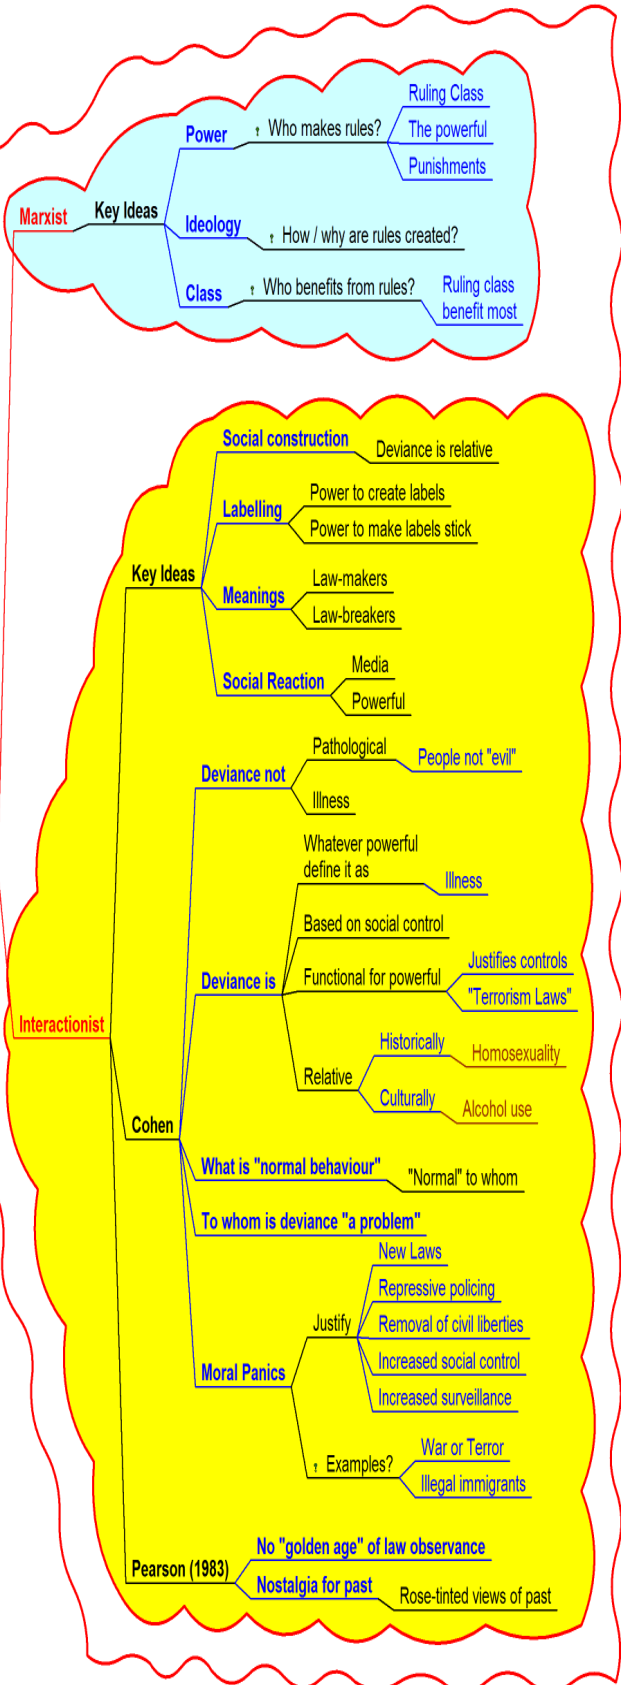 Ruling Class
Power
Who makes rules?
The powerful
Punishments
Marxist
Key Ideas
Ideology
How / why are rules created?
Class
Who benefits from rules?
Ruling class
benefit most
Social construction
Deviance is relative
Power to create labels
Labelling
Power to make labels stick
Key Ideas
Law-makers
Meanings
Law-breakers
Media
Social Reaction
Powerful
Pathological
People not "evil"
Deviance not
Illness
Whatever powerful
define it as
Illness
Based on social control
Justifies controls
Deviance is
Functional for powerful
"Terrorism Laws"
Interactionist
Historically
Homosexuality
Relative
Culturally
Alcohol use
Cohen
What is "normal behaviour"
"Normal" to whom
To whom is deviance "a problem"
New Laws
Repressive policing
Justify
Removal of civil liberties
Increased social control
Moral Panics
Increased surveillance
War or Terror
Examples?
Illegal immigrants
No "golden age" of law observance
Pearson (1983)
Nostalgia for past
Rose-tinted views of past